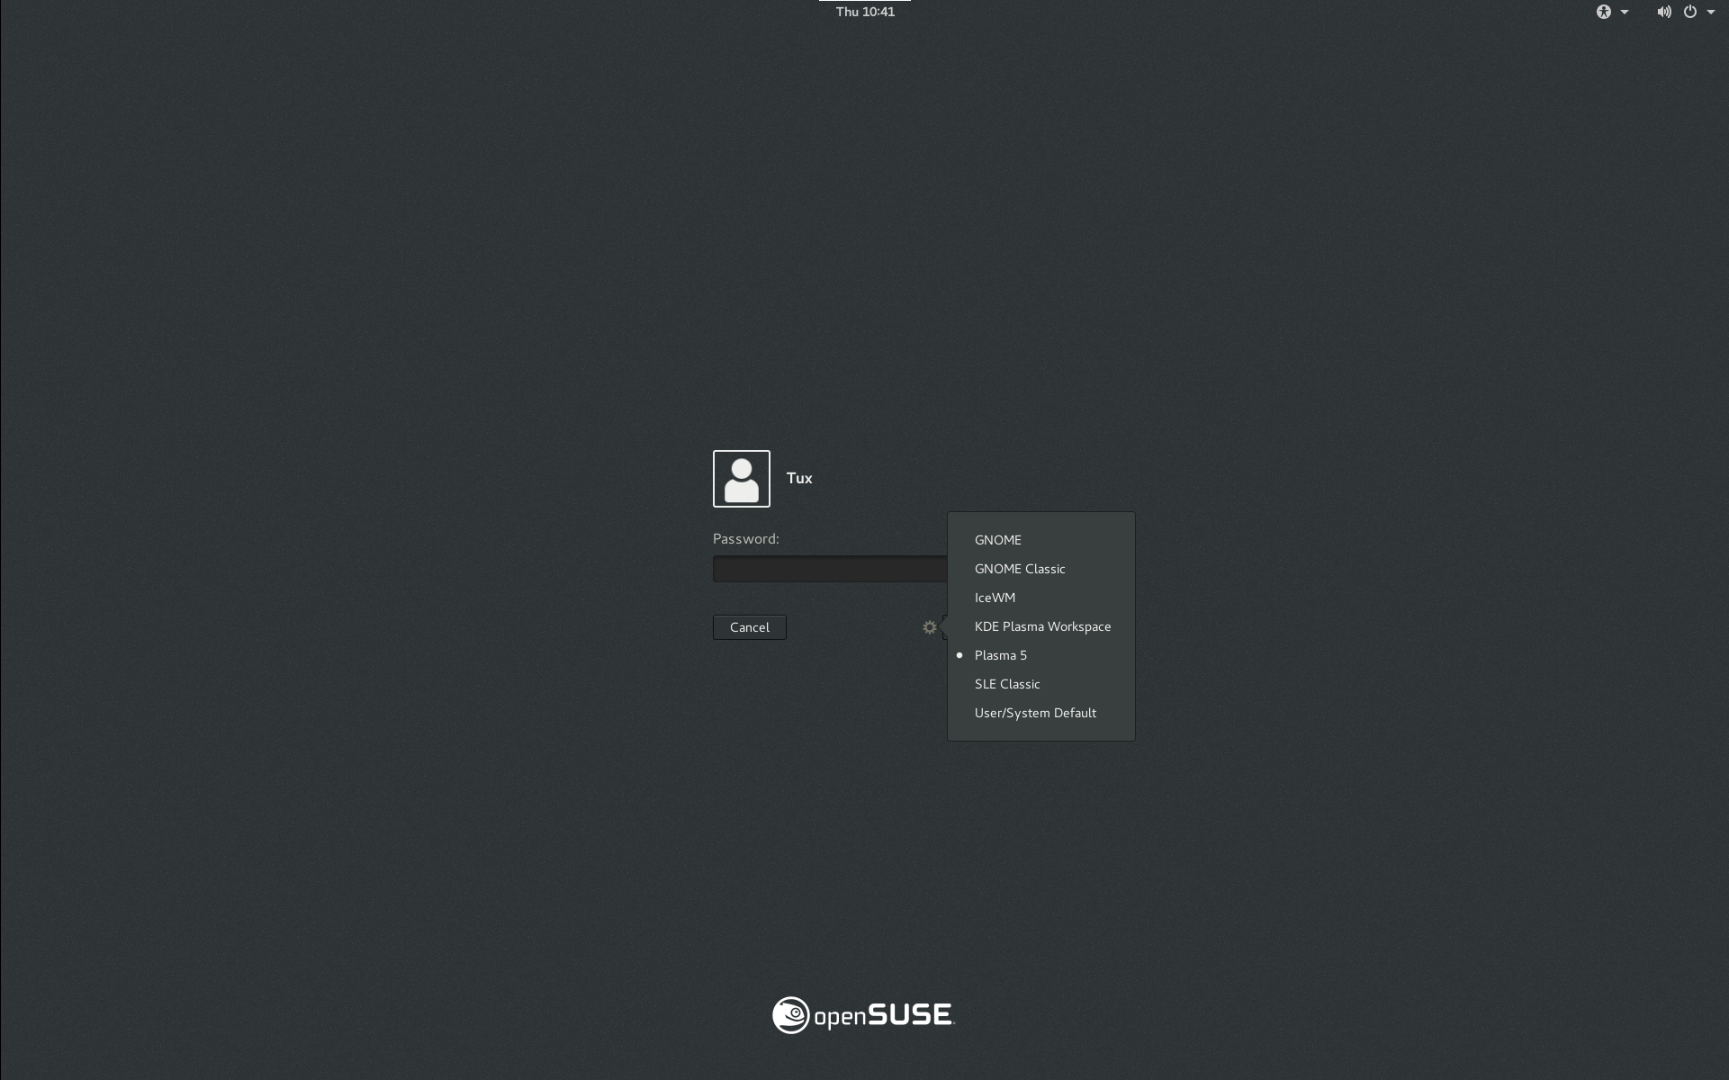 Thu 10:41
Tux
Password:
Cancel
GNOME
GNOME Classic
IceWM
KDE Plasma Workspace
Plasma 5
SLE Classic
User/System Default
openSUSE